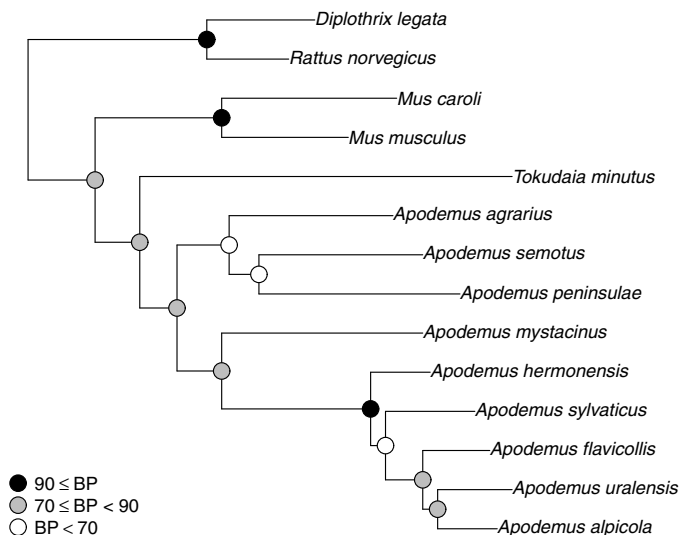 Diplothrix legata
Rattus norvegicus
Mus caroli
Mus musculus
Tokudaia minutus
Apodemus agrarius
Apodemus semotus
Apodemus peninsulae
Apodemus mystacinus
Apodemus hermonensis
Apodemus sylvaticus
Apodemus flavicollis
Apodemus uralensis
Apodemus alpicola
90 ≤ BP
70 ≤ BP < 90
BP < 70